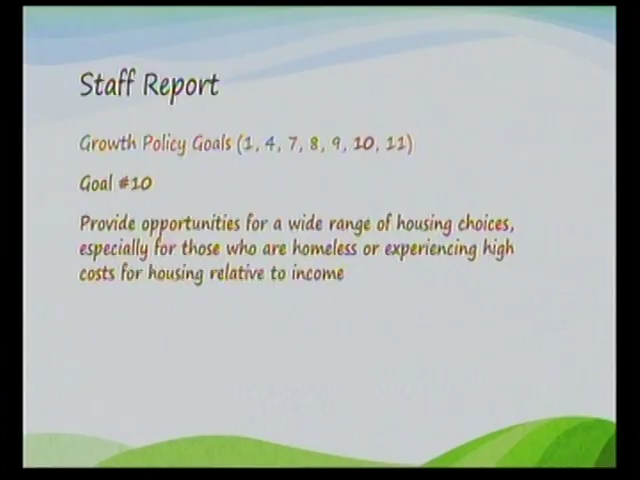 Staff Report
Growth Policy Goals (1, 4, 7, 8, 9, 10, 11)
Goal #10
Provide opportunities for a wide range of housing choices,
especially for those who are homeless or experiencing high
costs for housing relative to income